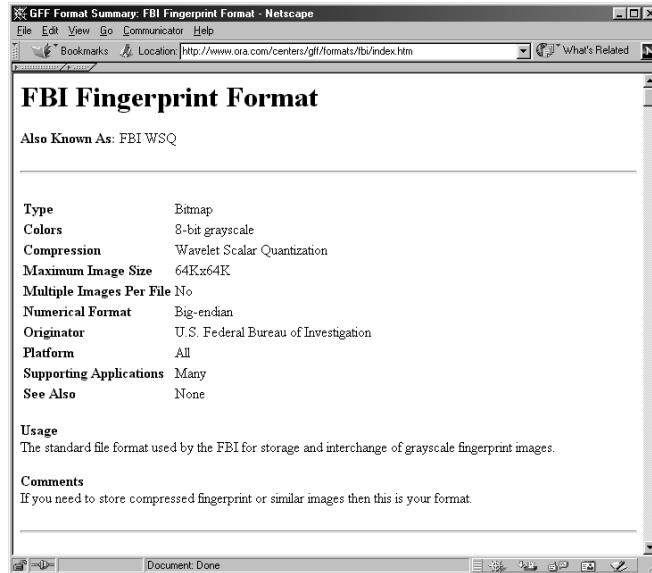 GFF Format Summary: FBI Fingerprint Format - Netscape
File Edit View Go Communicator Help
Bookmarks Location: http://www.ora.com/centers/gff/formats/fbi/index.htm What's Related
FBI Fingerprint Format
Also Known As: FBI WSQ
Type Bitmap
Colors 8-bit grayscale
Compression Wavelet Scalar Quantization
Maximum Image Size 64Kx64K
Multiple Images Per File No
Numerical Format Big-endian
Originator U.S. Federal Bureau of Investigation
Platform All
Supporting Applications Many
See Also None
Usage
The standard file format used by the FBI for storage and interchange of grayscale fingerprint images.
Comments
If you need to store compressed fingerprint or similar images then this is your format.
Document: Done